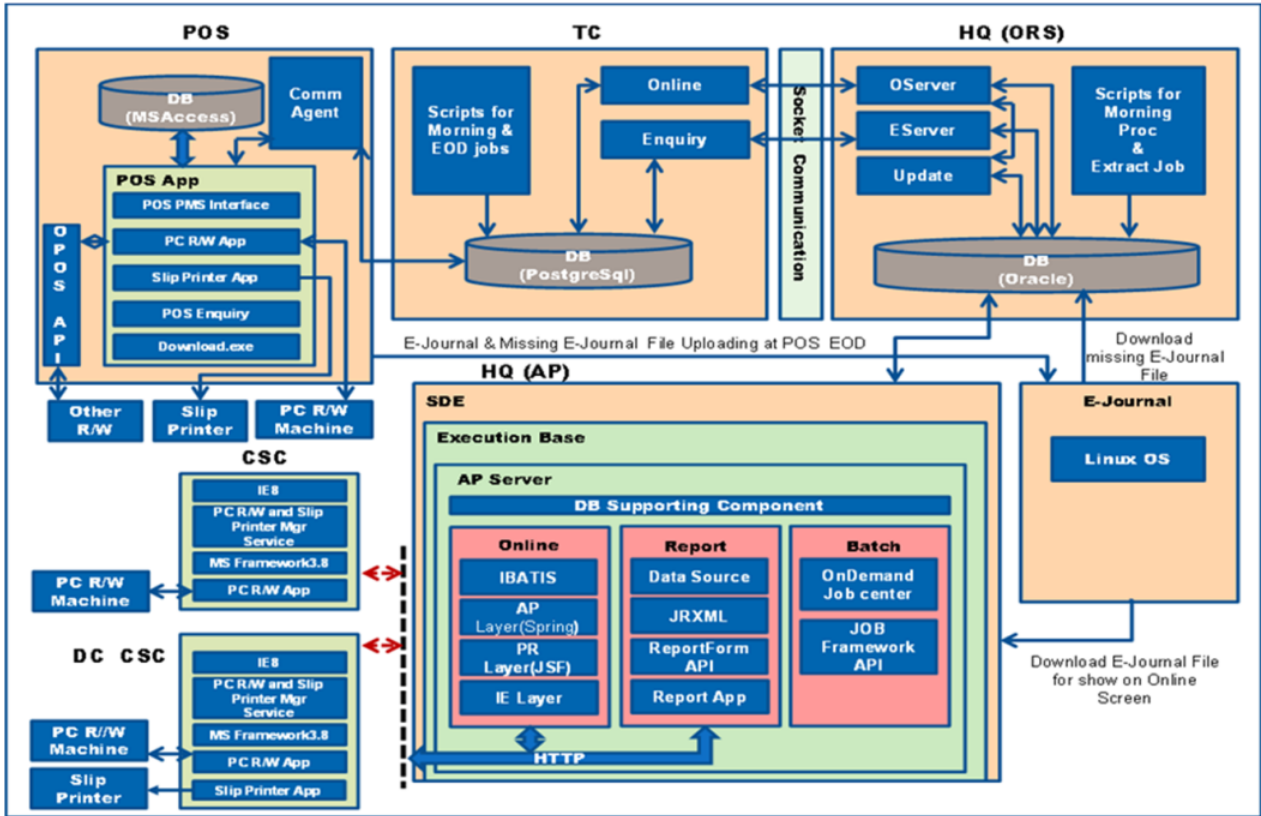 POS
DB
(MSAccess)
Comm
Agent
POS App
POS PMS Interface
PC R/W App
Slip Printer App
POS Enquiry
Download.exe
OPOS API
Other
R/W
Slip
Printer
PC R/W
Machine
TC
Scripts for
Morning &
EOD jobs
Online
Enquiry
DB
(PostgreSql)
Socket Communication
HQ (ORS)
OServer
EServer
Update
Scripts for
Morning
Proc
&
Extract Job
DB
(Oracle)
E-Journal & Missing E-Journal File Uploading at POS EOD
Download
missing E-Journal
File
HQ (AP)
SDE
Execution Base
AP Server
DB Supporting Component
Online
IBATIS
AP
Layer(Spring)
PR
Layer(JSF)
IE Layer
Report
Data Source
JRXML
ReportForm
API
Report App
Batch
OnDemand
Job center
JOB
Framework
API
HTTP
E-Journal
Linux OS
Download E-Journal File
for show on Online
Screen
CSC
IE8
PC R/W and Slip
Printer Mgr
Service
MS Framework3.8
PC R/W App
PC R/W
Machine
DC CSC
IE8
PC R/W and Slip
Printer Mgr
Service
MS Framework3.8
PC R/W App
Slip Printer App
PC R//W
Machine
Slip
Printer